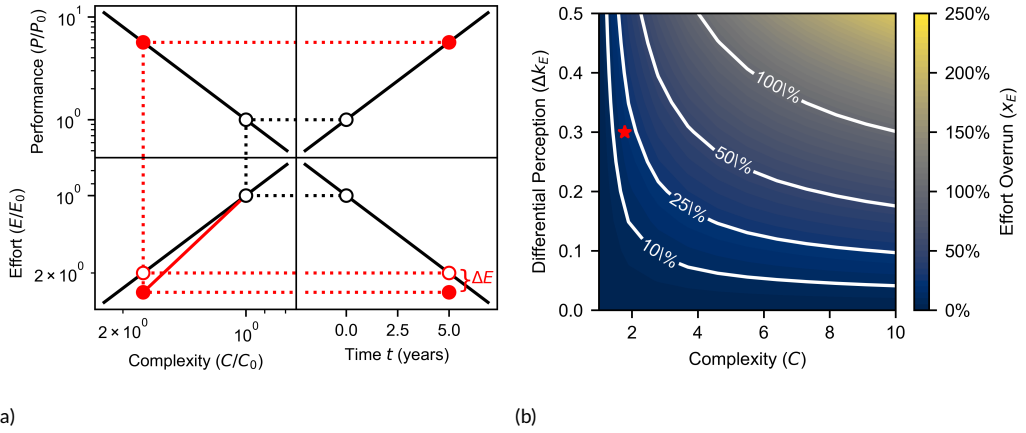 10¹
Performance (P/P₀)
10⁰
Effort (E/E₀)
10⁰
2 × 10⁰
ΔE
2 × 10⁰
10⁰
0.0
2.5
5.0
Complexity (C/C₀)
Time t (years)
a)
0.5
0.4
0.3
0.2
0.1
0.0
Differential Perception (Δk_E)
100\%
50\%
25\%
10\%
2
4
6
8
10
Complexity (C)
250%
200%
150%
100%
50%
0%
Effort Overrun (x_E)
(b)